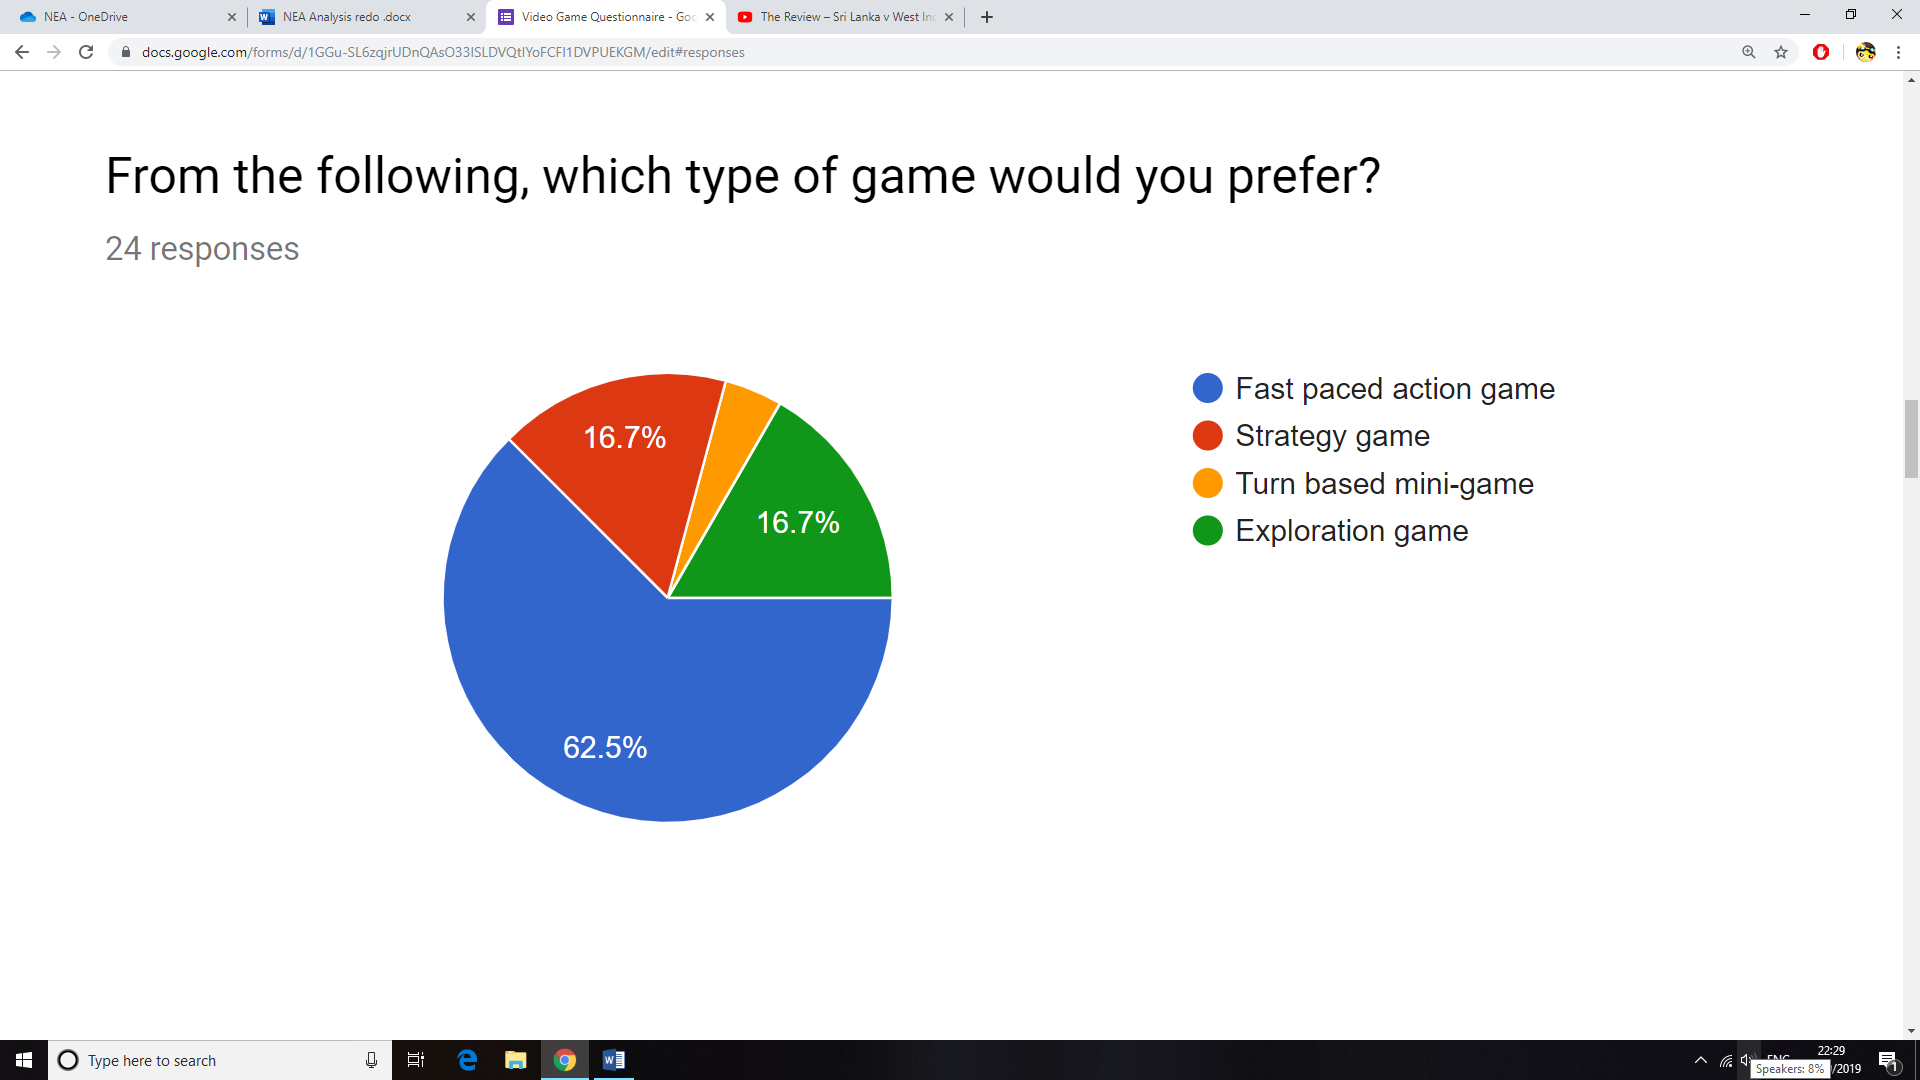 NEA - OneDrive
NEA Analysis redo .docx
Video Game Questionnaire - Goo
The Review – Sri Lanka v West Inc
docs.google.com/forms/d/1GGu-SL6zqjrUDnQAsO33ISLDVQtIYoFCFI1DVPUEKGM/edit#responses
From the following, which type of game would you prefer?
24 responses
Fast paced action game
Strategy game
Turn based mini-game
Exploration game
16.7%
16.7%
62.5%
Type here to search
22:29
/2019
Speakers: 8%
1